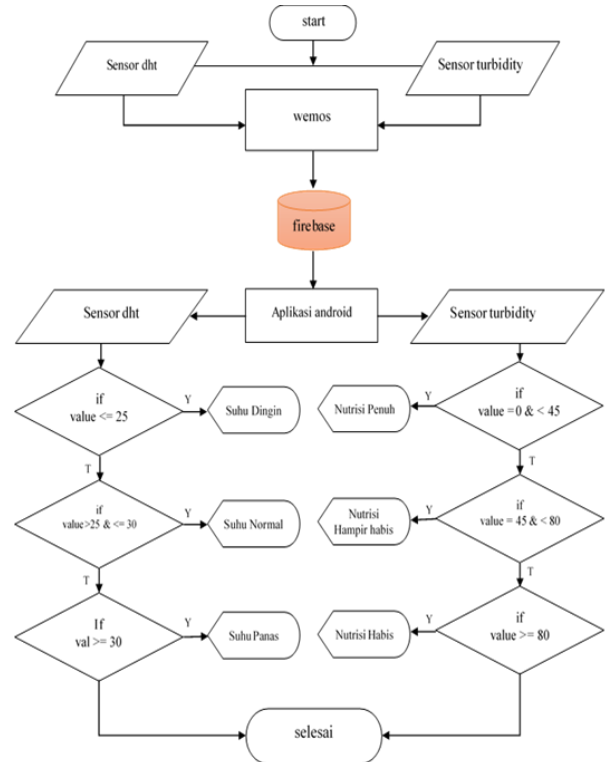 start
Sensor dht
Sensor turbidity
wemos
firebase
Sensor dht
Aplikasi android
Sensor turbidity
if
value <= 25
Y
Suhu Dingin
Nutrisi Penuh
Y
if
value =0 & < 45
T
T
if
value>25 & <= 30
Y
Suhu Normal
Nutrisi
Hampir habis
Y
if
value = 45 & < 80
T
T
If
val >= 30
Y
Suhu Panas
Nutrisi Habis
Y
if
value >= 80
selesai